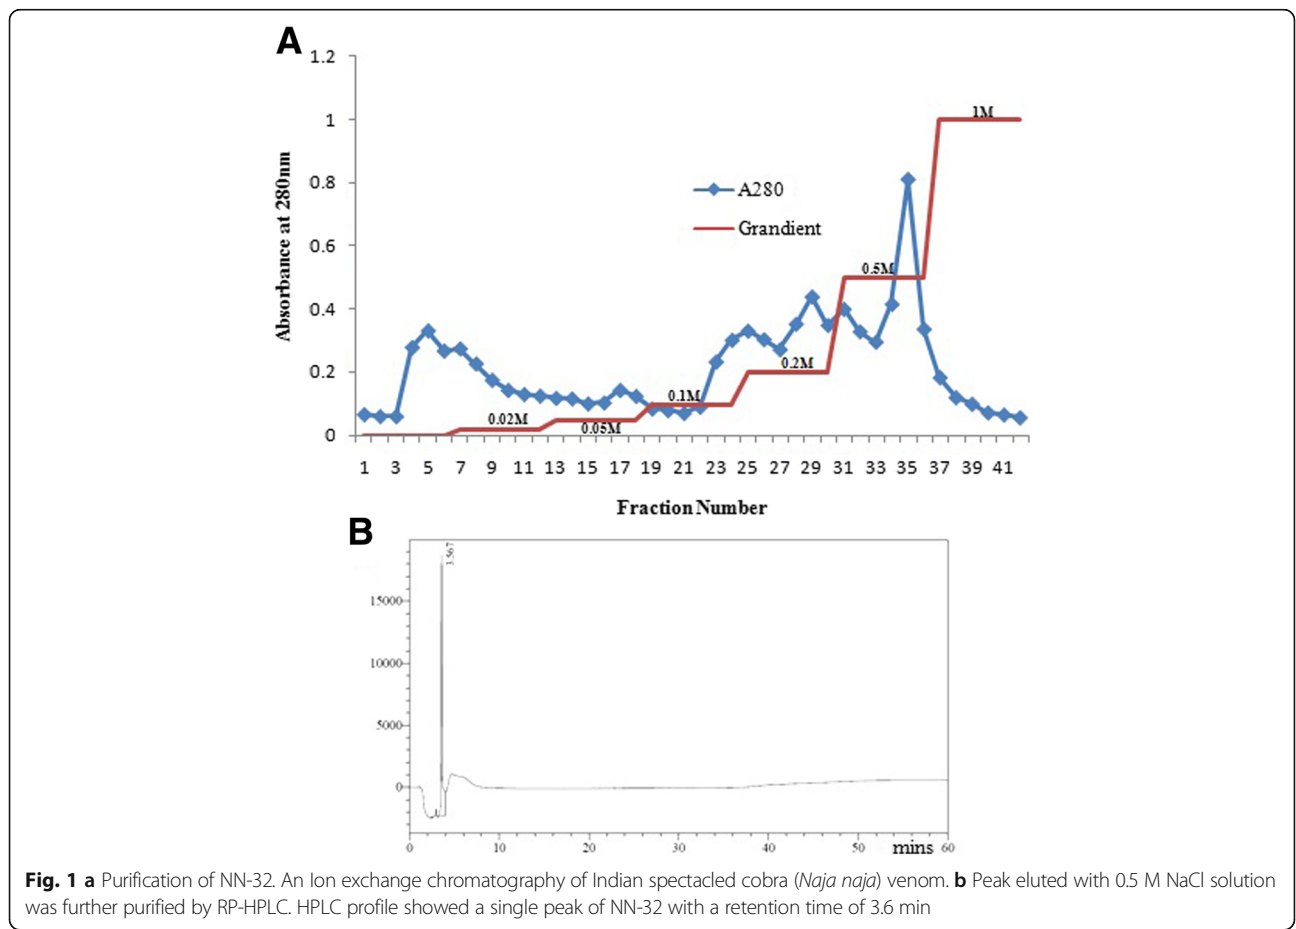 A
1.2
1
0.8
0.6
0.4
0.2
0
Absorbance at 280nm
A280
Grandient
0.02M
0.05M
0.1M
0.2M
0.5M
1M
1 3 5 7 9 11 13 15 17 19 21 23 25 27 29 31 33 35 37 39 41
Fraction Number
B
3.567
15000
10000
5000
0
0 10 20 30 40 50 mins 60
Fig. 1 a Purification of NN-32. An Ion exchange chromatography of Indian spectacled cobra (Naja naja) venom. b Peak eluted with 0.5 M NaCl solution
was further purified by RP-HPLC. HPLC profile showed a single peak of NN-32 with a retention time of 3.6 min